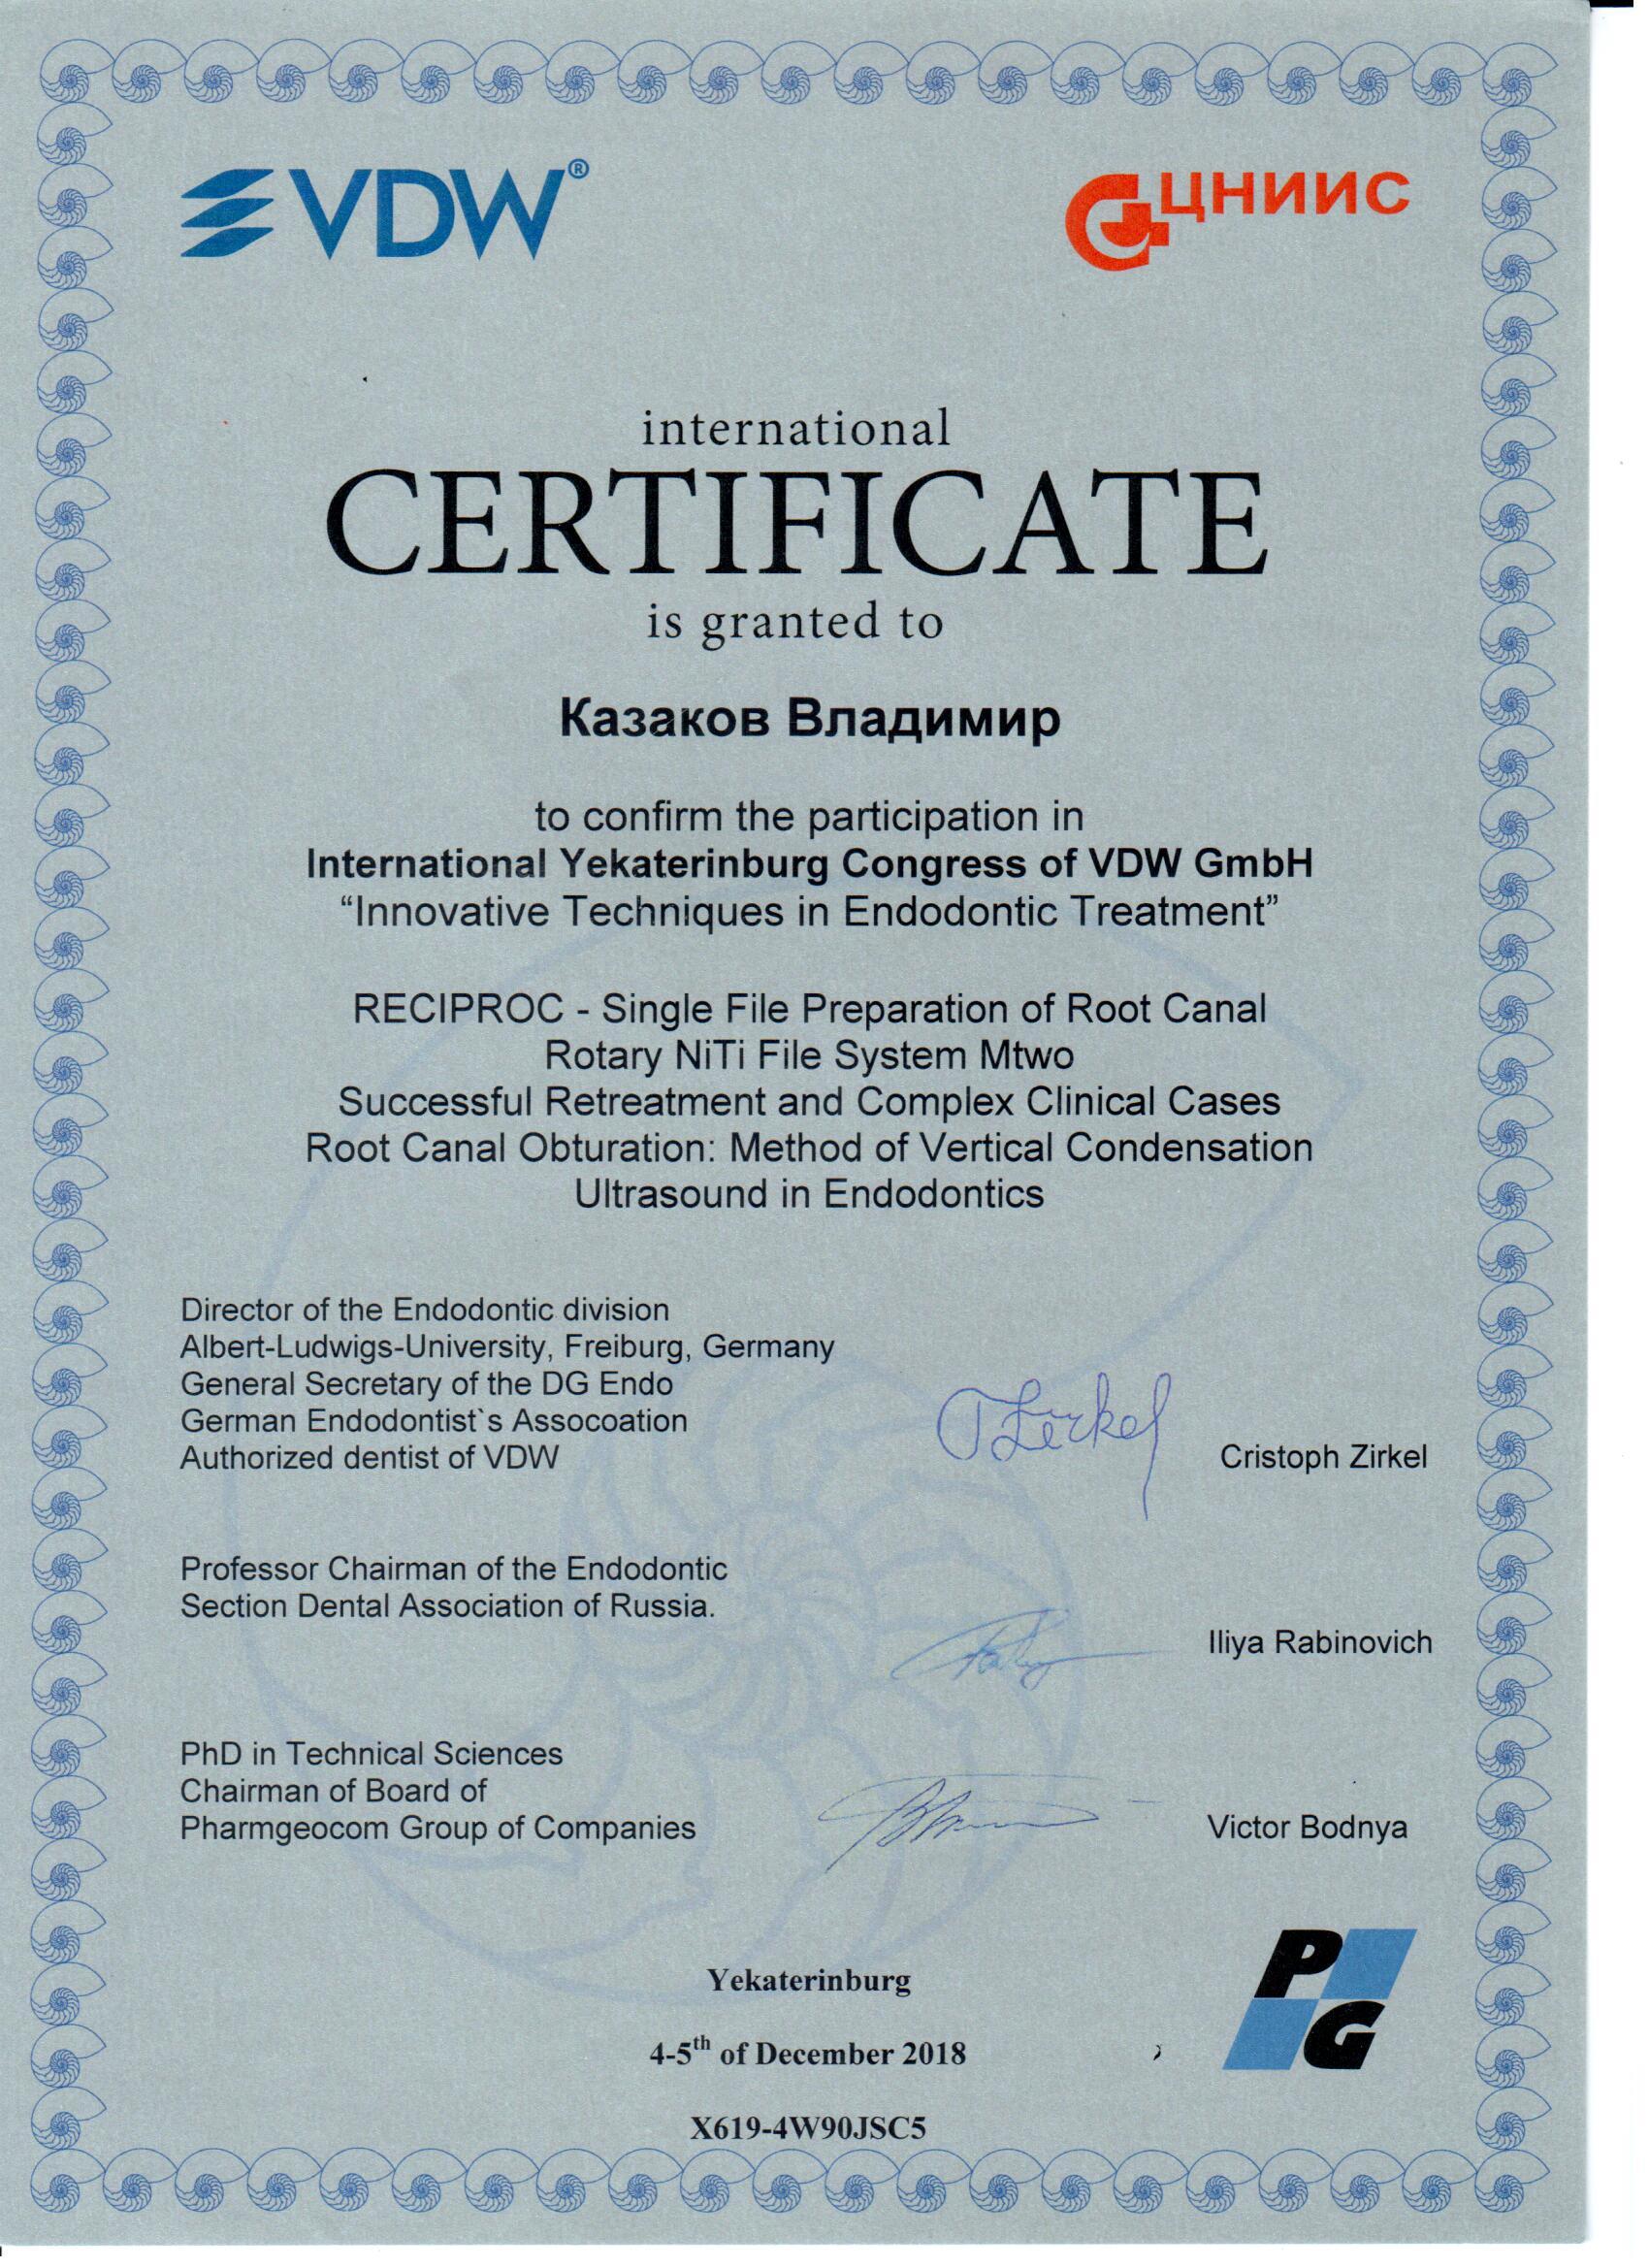 VDW®
ЦНИИС
international
CERTIFICATE
is granted to
Казаков Владимир
to confirm the participation in
International Yekaterinburg Congress of VDW GmbH
“Innovative Techniques in Endodontic Treatment”
RECIPROC - Single File Preparation of Root Canal
Rotary NiTi File System Mtwo
Successful Retreatment and Complex Clinical Cases
Root Canal Obturation: Method of Vertical Condensation
Ultrasound in Endodontics
Director of the Endodontic division
Albert-Ludwigs-University, Freiburg, Germany
General Secretary of the DG Endo
German Endodontist`s Assocoation
Authorized dentist of VDW
Cristoph Zirkel
Professor Chairman of the Endodontic
Section Dental Association of Russia.
Iliya Rabinovich
PhD in Technical Sciences
Chairman of Board of
Pharmgeocom Group of Companies
Victor Bodnya
Yekaterinburg
4-5th of December 2018
X619-4W90JSC5
PG